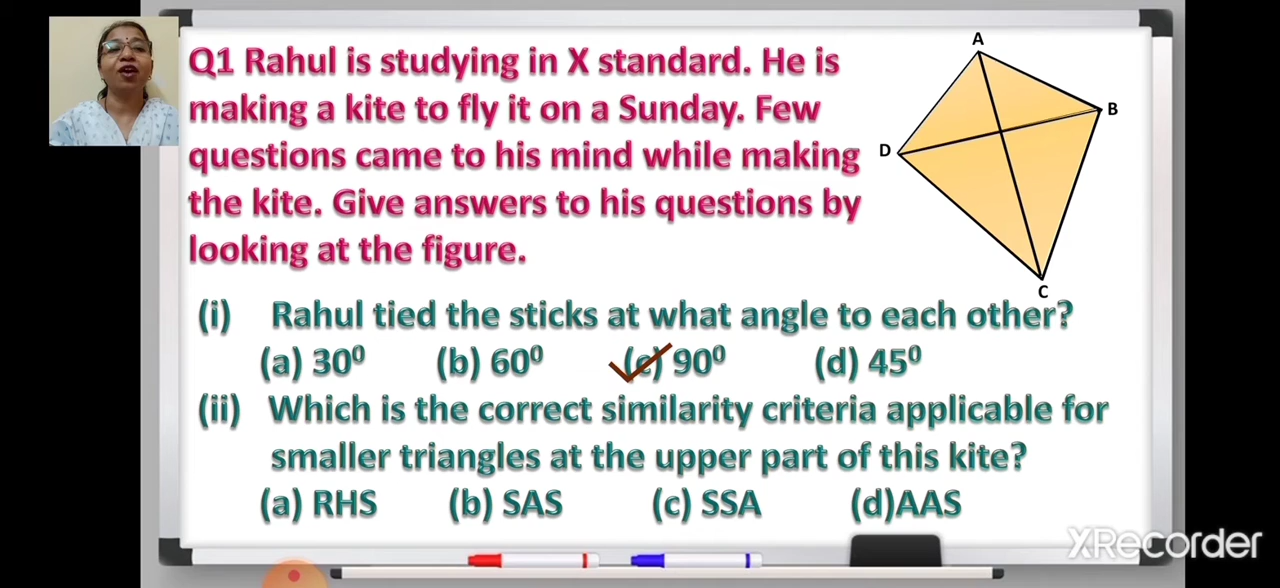 Q1 Rahul is studying in X standard. He is
making a kite to fly it on a Sunday. Few
questions came to his mind while making
the kite. Give answers to his questions by
looking at the figure.
A
B
D
C
(i) Rahul tied the sticks at what angle to each other?
(a) 30⁰ (b) 60⁰ (c) 90⁰ (d) 45⁰
(ii) Which is the correct similarity criteria applicable for
smaller triangles at the upper part of this kite?
(a) RHS (b) SAS (c) SSA (d)AAS
XRecorder